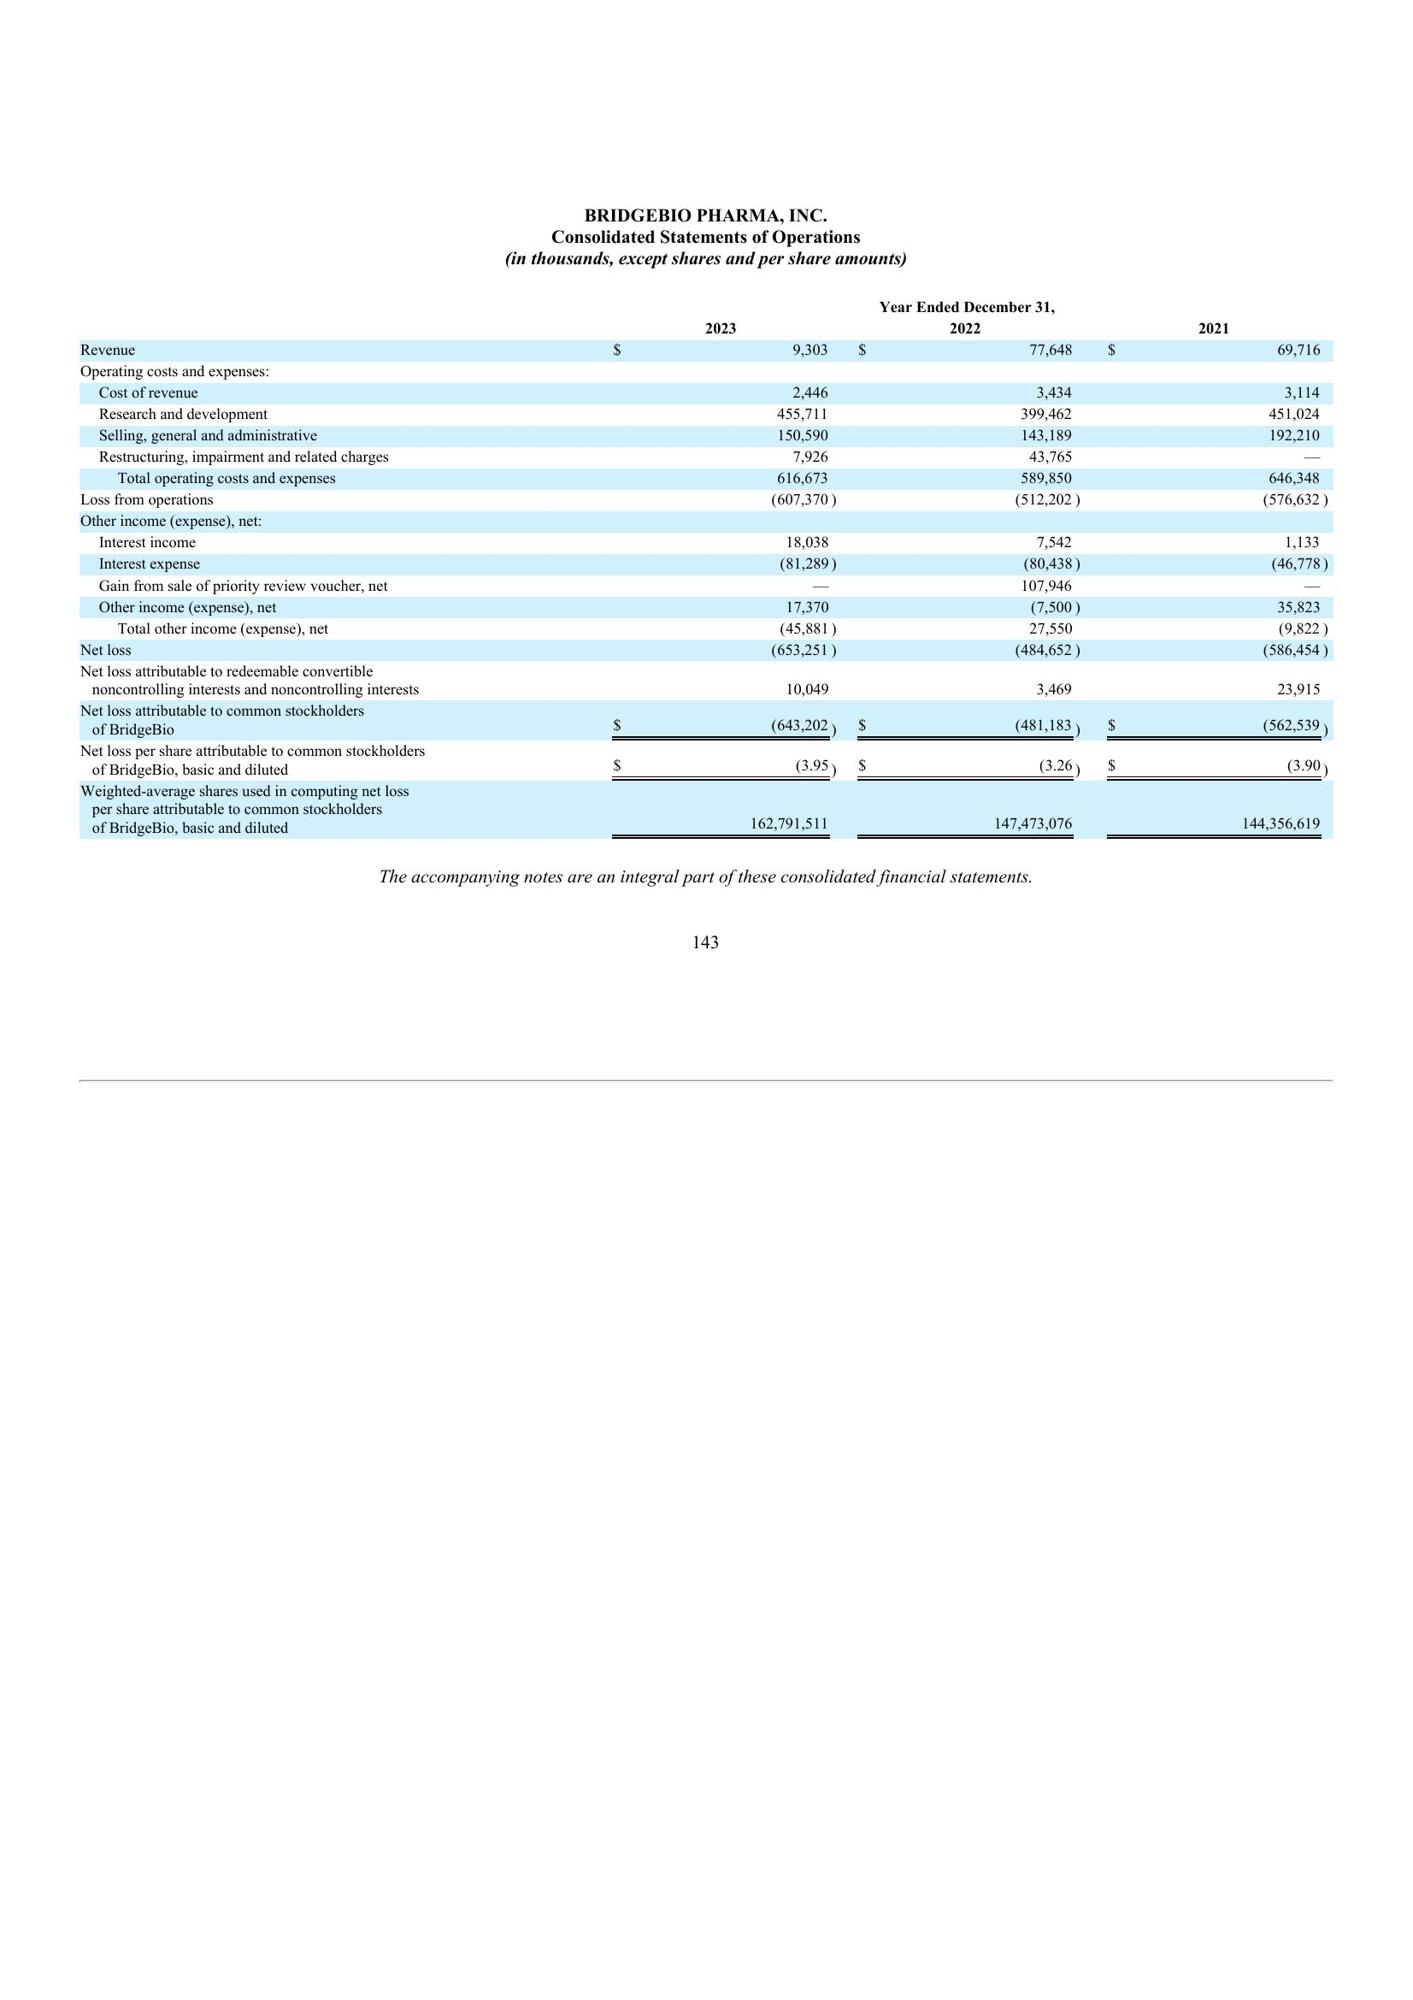 BRIDGEBIO PHARMA, INC.
Consolidated Statements of Operations
(in thousands, except shares and per share amounts)
Year Ended December 31,
2023 2022 2021
Revenue $ 9,303 $ 77,648 $ 69,716
Operating costs and expenses:
Cost of revenue 2,446 3,434 3,114
Research and development 455,711 399,462 451,024
Selling, general and administrative 150,590 143,189 192,210
Restructuring, impairment and related charges 7,926 43,765 —
Total operating costs and expenses 616,673 589,850 646,348
Loss from operations (607,370 ) (512,202 ) (576,632 )
Other income (expense), net:
Interest income 18,038 7,542 1,133
Interest expense (81,289 ) (80,438 ) (46,778 )
Gain from sale of priority review voucher, net — 107,946 —
Other income (expense), net 17,370 (7,500 ) 35,823
Total other income (expense), net (45,881 ) 27,550 (9,822 )
Net loss (653,251 ) (484,652 ) (586,454 )
Net loss attributable to redeemable convertible
noncontrolling interests and noncontrolling interests 10,049 3,469 23,915
Net loss attributable to common stockholders
of BridgeBio $ (643,202 ) $ (481,183 ) $ (562,539 )
Net loss per share attributable to common stockholders
of BridgeBio, basic and diluted $ (3.95 ) $ (3.26 ) $ (3.90 )
Weighted-average shares used in computing net loss
per share attributable to common stockholders
of BridgeBio, basic and diluted 162,791,511 147,473,076 144,356,619
The accompanying notes are an integral part of these consolidated financial statements.
143